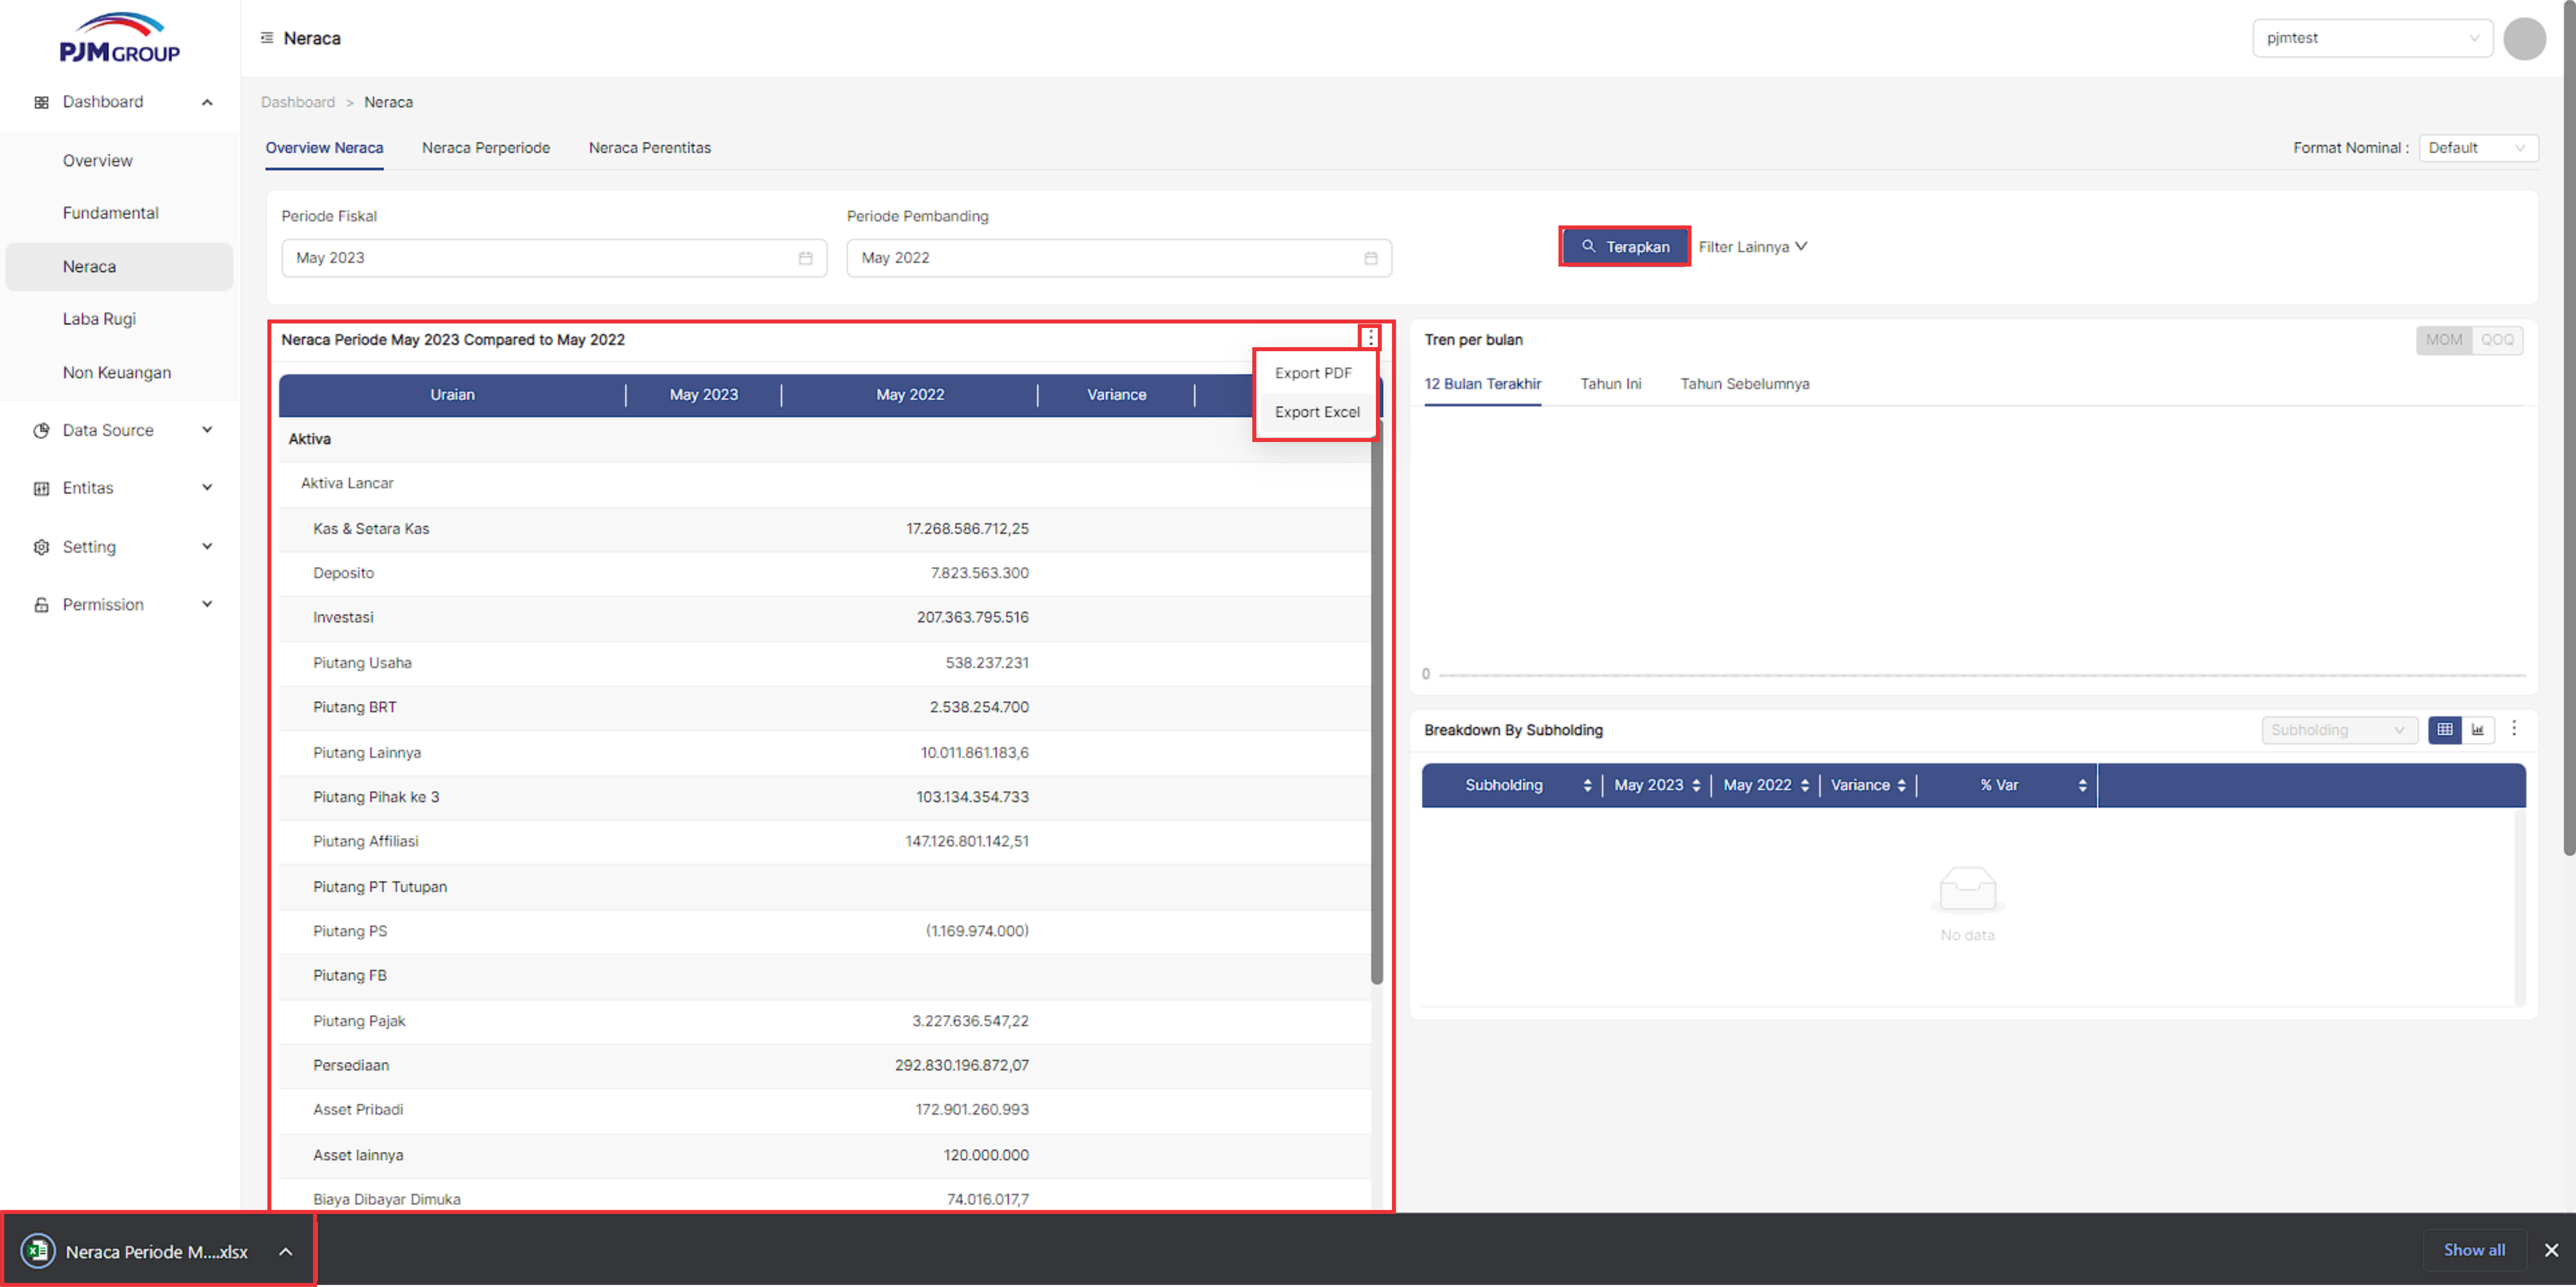 PJM GROUP
Neraca
pjmtest
Dashboard
Overview
Fundamental
Neraca
Laba Rugi
Non Keuangan
Data Source
Entitas
Setting
Permission
Dashboard > Neraca
Overview Neraca Neraca Perperiode Neraca Perentitas
Format Nominal : Default
Periode Fiskal Periode Pembanding
May 2023 May 2022
Terapkan Filter Lainnya
Neraca Periode May 2023 Compared to May 2022
Export PDF
Export Excel
Uraian May 2023 May 2022 Variance
Aktiva
Aktiva Lancar
Kas & Setara Kas 17.268.586.712,25
Deposito 7.823.563.300
Investasi 207.363.795.516
Piutang Usaha 538.237.231
Piutang BRT 2.538.254.700
Piutang Lainnya 10.011.861.183,6
Piutang Pihak ke 3 103.134.354.733
Piutang Affiliasi 147.126.801.142,51
Piutang PT Tutupan
Piutang PS (1.169.974.000)
Piutang FB
Piutang Pajak 3.227.636.547,22
Persediaan 292.830.196.872,07
Asset Pribadi 172.901.260.993
Asset lainnya 120.000.000
Biaya Dibayar Dimuka 74.016.017,7
Tren per bulan
MOM QOQ
12 Bulan Terakhir Tahun Ini Tahun Sebelumnya
0
Breakdown By Subholding
Subholding
Subholding May 2023 May 2022 Variance % Var
No data
Neraca Periode M....xlsx
Show all